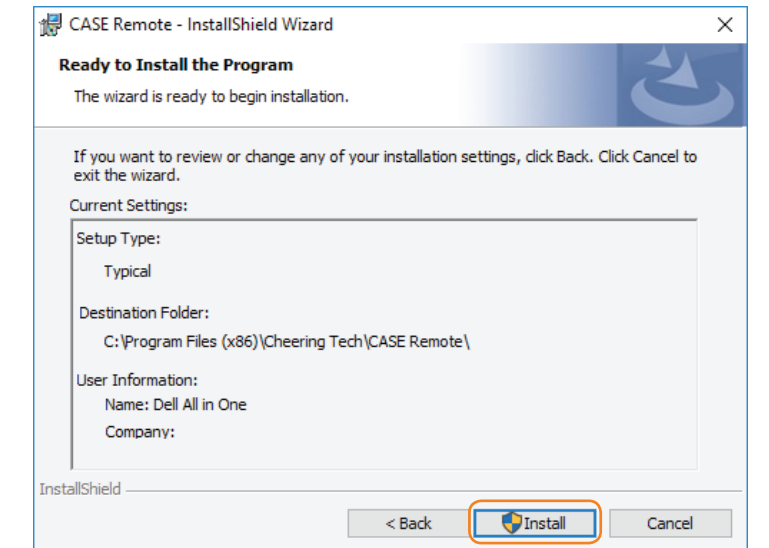 CASE Remote - InstallShield Wizard
Ready to Install the Program
The wizard is ready to begin installation.
If you want to review or change any of your installation settings, click Back. Click Cancel to
exit the wizard.
Current Settings:
Setup Type:
Typical
Destination Folder:
C:\Program Files (x86)\Cheering Tech\CASE Remote\
User Information:
Name: Dell All in One
Company:
InstallShield
< Back Install Cancel